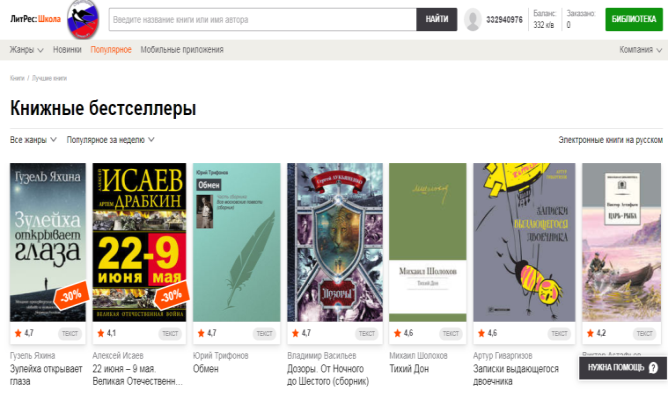 ЛитРес: Школа
Введите название книги или имя автора
НАЙТИ
332940976
Баланс:
332 к/в
Заказано:
0
БИБЛИОТЕКА
Жанры Новинки Популярное Мобильные приложения
Компания
Книги / Лучшие книги
Книжные бестселлеры
Все жанры Популярное за неделю
Электронные книги на русском
Гузель Яхина
Зулейха
открывает
глаза
-30%
АЛЕКСЕЙ
ИСАЕВ
АРТЕМ ДРАБКИН
22-9
июня мая
-30%
ВЕЛИКАЯ ОТЕЧЕСТВЕННАЯ ВОЙНА
Юрий Трифонов
Обмен
Дозоры
Михаил Шолохов
Тихий Дон
АРТУР
ГИВАРГИЗОВ
ЗАПИСКИ
ВЫДАЮЩЕГОСЯ
ДВОЕЧНИКА
Виктор Астафьев
ЦАРЬ-РЫБА
4,7 ТЕКСТ
4,1 ТЕКСТ
4,7 ТЕКСТ
4,7 ТЕКСТ
4,6 ТЕКСТ
4,6 ТЕКСТ
4,2 ТЕКСТ
Гузель Яхина
Зулейха открывает
глаза
Алексей Исаев
22 июня – 9 мая.
Великая Отечественн...
Юрий Трифонов
Обмен
Владимир Васильев
Дозоры. От Ночного
до Шестого (сборник)
Михаил Шолохов
Тихий Дон
Артур Гиваргизов
Записки выдающегося
двоечника
НУЖНА ПОМОЩЬ ?